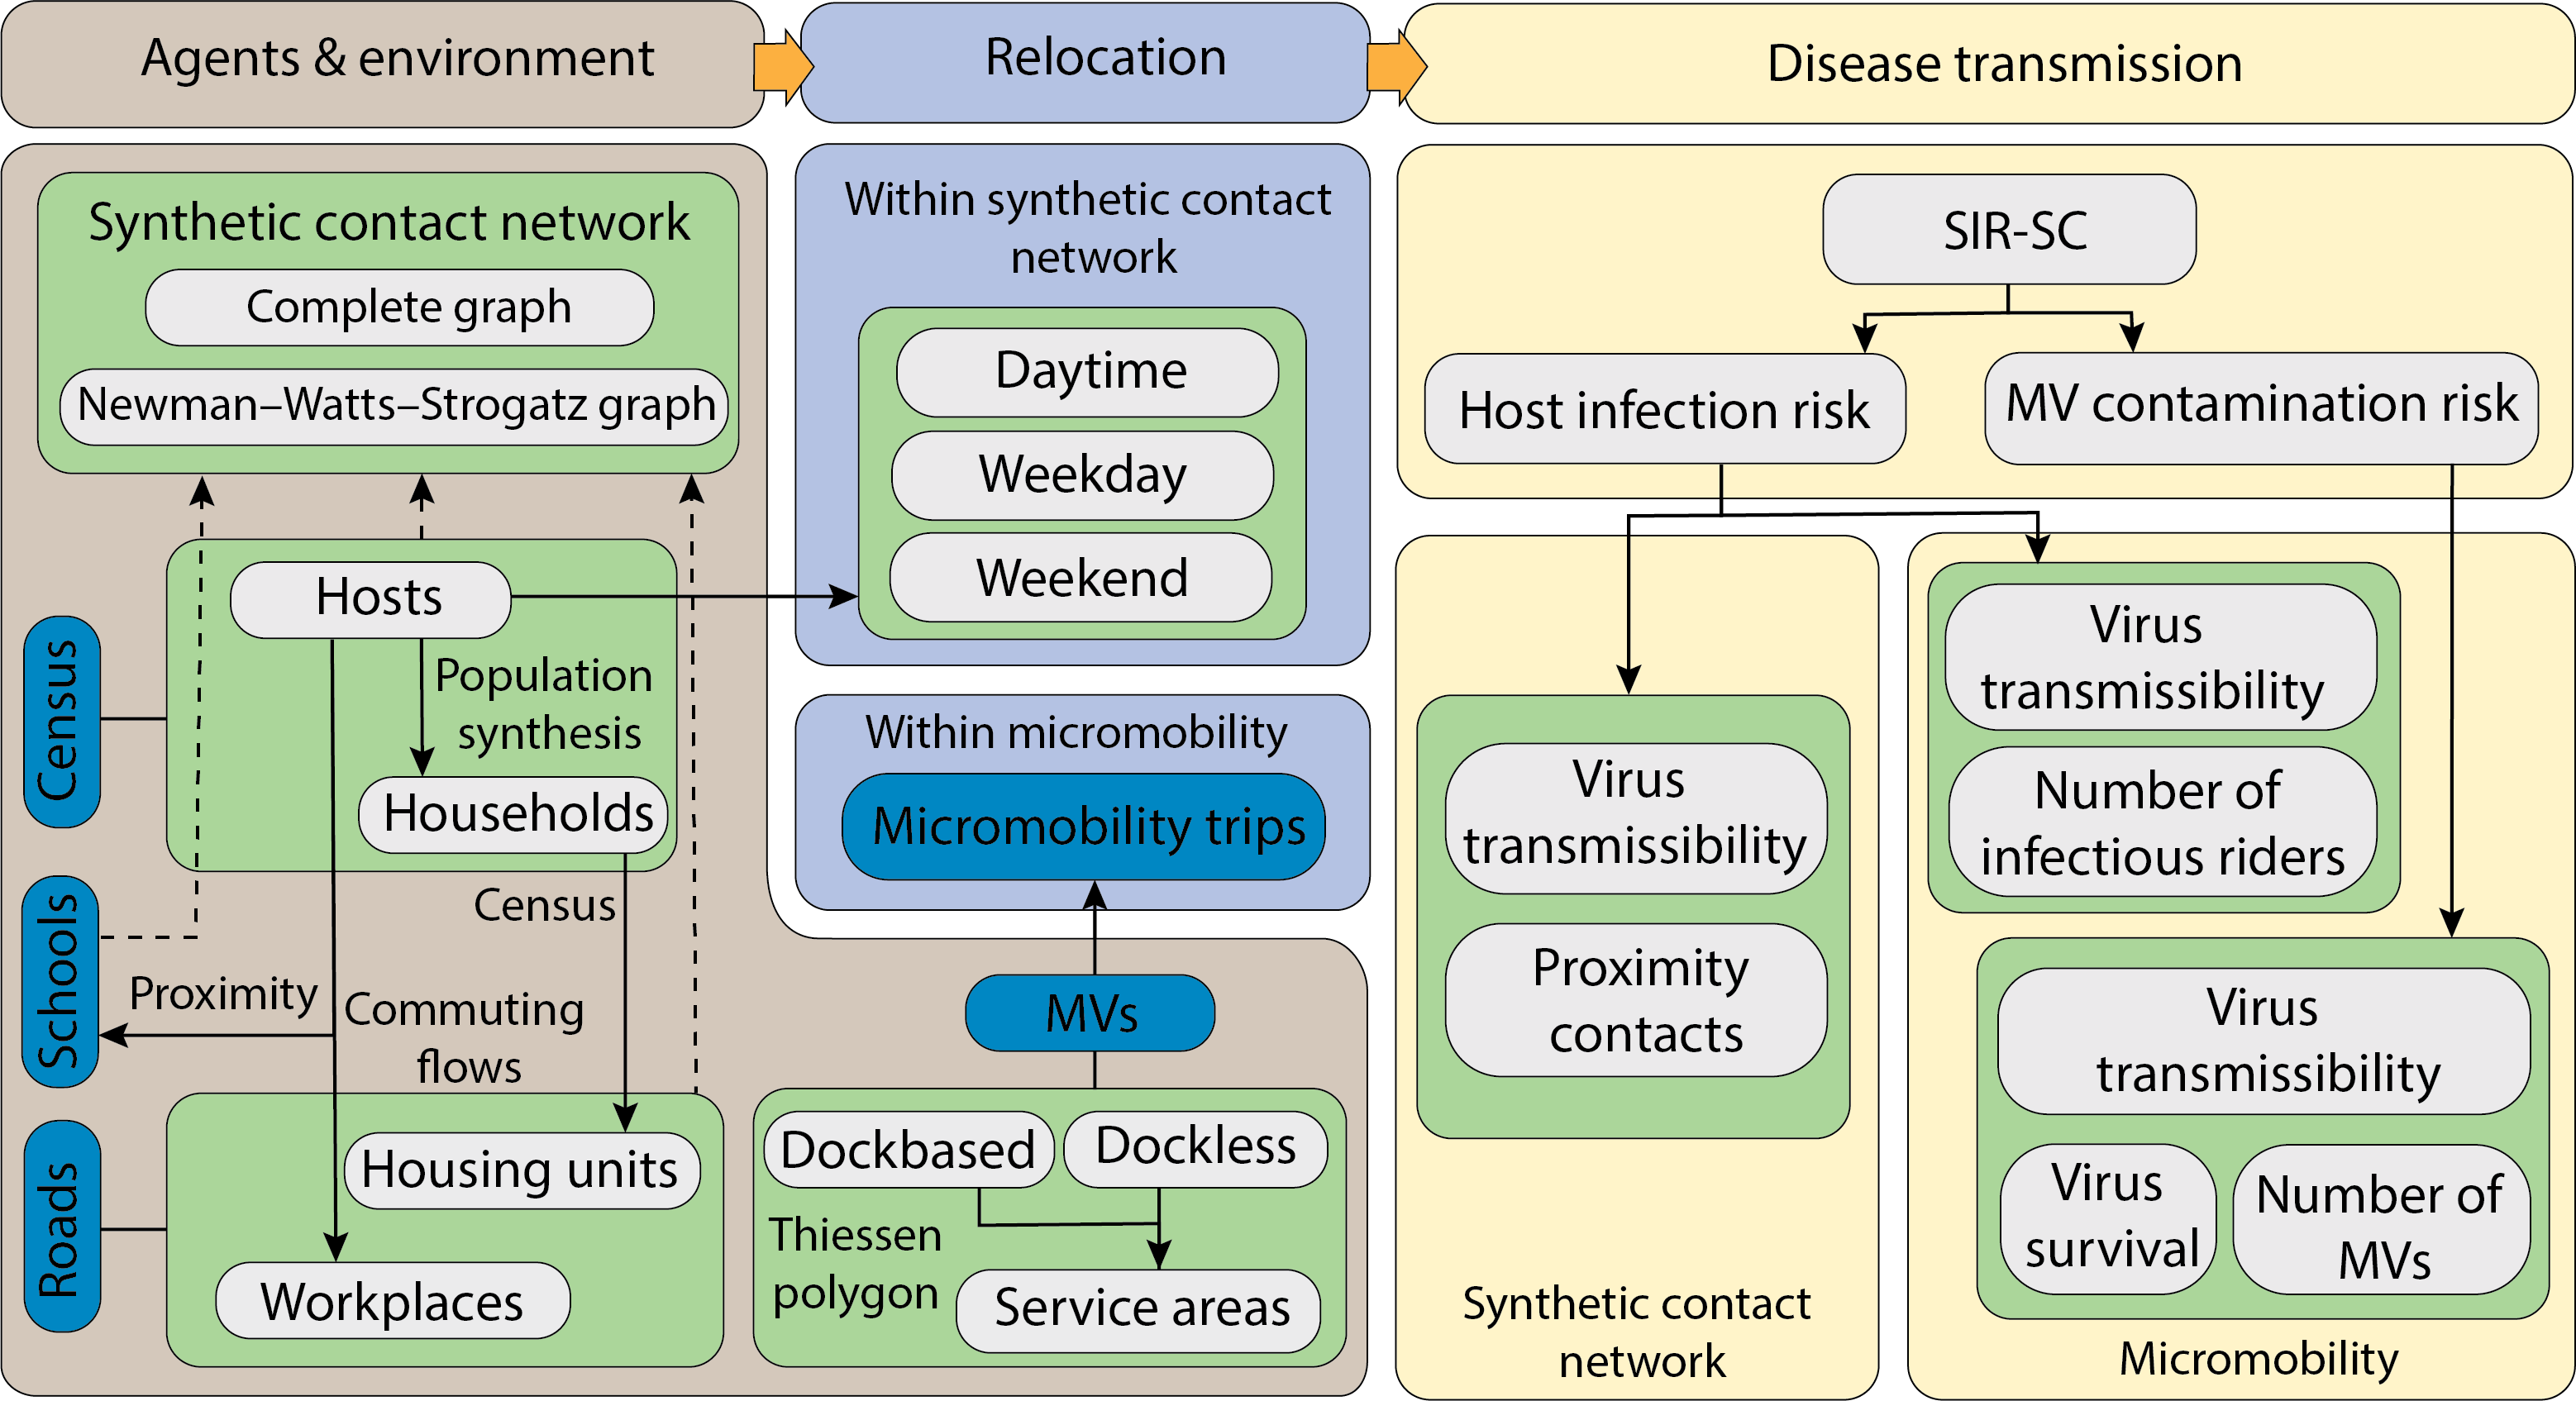 Agents & environment
Relocation
Disease transmission
Synthetic contact network
Complete graph
Newman–Watts–Strogatz graph
Hosts
Population
synthesis
Households
Census
Census
Schools
Proximity
Commuting
flows
Roads
Housing units
Workplaces
Within synthetic contact
network
Daytime
Weekday
Weekend
Within micromobility
Micromobility trips
MVs
Dockbased
Dockless
Thiessen
polygon
Service areas
SIR-SC
Host infection risk
MV contamination risk
Virus
transmissibility
Proximity
contacts
Synthetic contact
network
Virus
transmissibility
Number of
infectious riders
Virus
transmissibility
Virus
survival
Number of
MVs
Micromobility